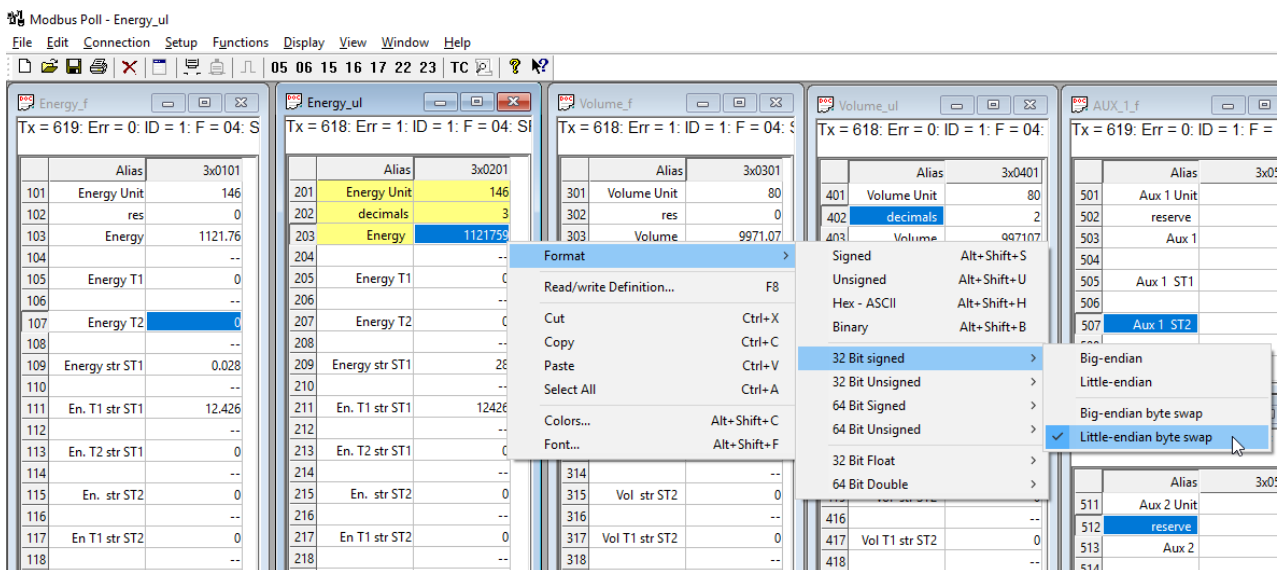 Modbus Poll - Energy_ul
File Edit Connection Setup Functions Display View Window Help
05 06 15 16 17 22 23 TC
Energy_f
Tx = 619: Err = 0: ID = 1: F = 04: S
Alias 3x0101
101 Energy Unit 146
102 res 0
103 Energy 1121.76
104 --
105 Energy T1 0
106 --
107 Energy T2 0
108 --
109 Energy str ST1 0.028
110 --
111 En. T1 str ST1 12.426
112 --
113 En. T2 str ST1 0
114 --
115 En. str ST2 0
116 --
117 En T1 str ST2 0
118 --
Energy_ul
Tx = 618: Err = 1: ID = 1: F = 04: S
Alias 3x0201
201 Energy Unit 146
202 decimals 3
203 Energy 1121759
204 --
205 Energy T1 0
206 --
207 Energy T2 0
208 --
209 Energy str ST1 28
210 --
211 En. T1 str ST1 12426
212 --
213 En. T2 str ST1 0
214 --
215 En. str ST2 0
216 --
217 En T1 str ST2 0
218 --
Volume_f
Tx = 618: Err = 1: ID = 1: F = 04: S
Alias 3x0301
301 Volume Unit 80
302 res 0
303 Volume 9971.07
314 --
315 Vol str ST2 0
316 --
317 Vol T1 str ST2 0
318 --
Volume_ul
Tx = 618: Err = 0: ID = 1: F = 04:
Alias 3x0401
401 Volume Unit 80
402 decimals 2
403 Volume 997107
416 --
417 Vol T1 str ST2 0
418 --
AUX_1_f
Tx = 619: Err = 0: ID = 1: F =
Alias 3x05
501 Aux 1 Unit
502 reserve
503 Aux 1
504
505 Aux 1 ST1
506
507 Aux 1 ST2
Alias 3x05
511 Aux 2 Unit
512 reserve
513 Aux 2
514
Format
Read/write Definition... F8
Cut Ctrl+X
Copy Ctrl+C
Paste Ctrl+V
Select All Ctrl+A
Colors... Alt+Shift+C
Font... Alt+Shift+F
Signed Alt+Shift+S
Unsigned Alt+Shift+U
Hex - ASCII Alt+Shift+H
Binary Alt+Shift+B
32 Bit signed
32 Bit Unsigned
64 Bit Signed
64 Bit Unsigned
32 Bit Float
64 Bit Double
Big-endian
Little-endian
Big-endian byte swap
Little-endian byte swap